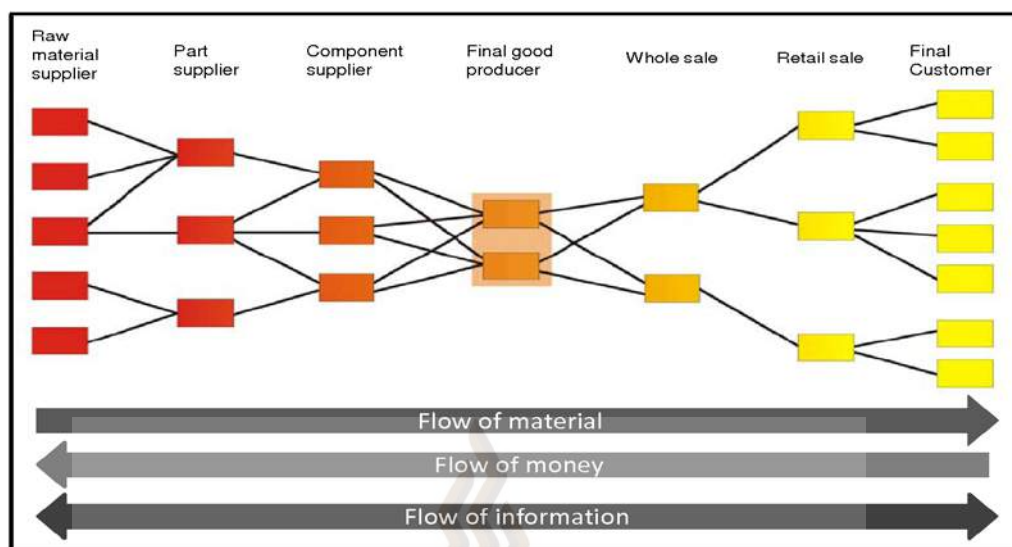 Raw
material
supplier
Part
supplier
Component
supplier
Final good
producer
Whole sale
Retail sale
Final
Customer
Flow of material
Flow of money
Flow of information